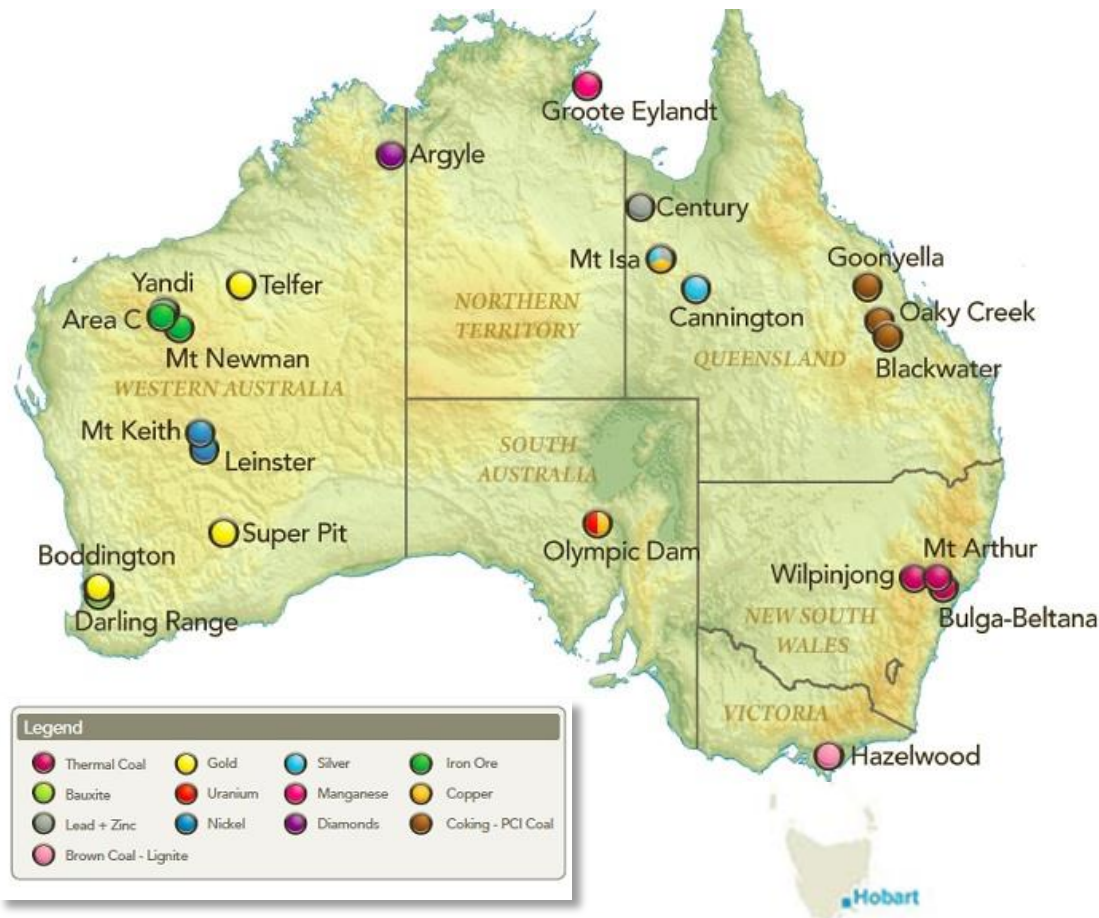 Groote Eylandt
Argyle
Century
Mt Isa
Goonyella
Yandi
Telfer
Cannington
Oaky Creek
Area C
NORTHERN
TERRITORY
Mt Newman
QUEENSLAND
Blackwater
WESTERN AUSTRALIA
Mt Keith
Leinster
SOUTH
AUSTRALIA
Super Pit
Olympic Dam
Boddington
Mt Arthur
Wilpinjong
Darling Range
NEW SOUTH
WALES
Bulga-Beltana
VICTORIA
Hazelwood
Legend
Thermal Coal
Gold
Silver
Iron Ore
Bauxite
Uranium
Manganese
Copper
Lead + Zinc
Nickel
Diamonds
Coking - PCI Coal
Brown Coal - Lignite
Hobart